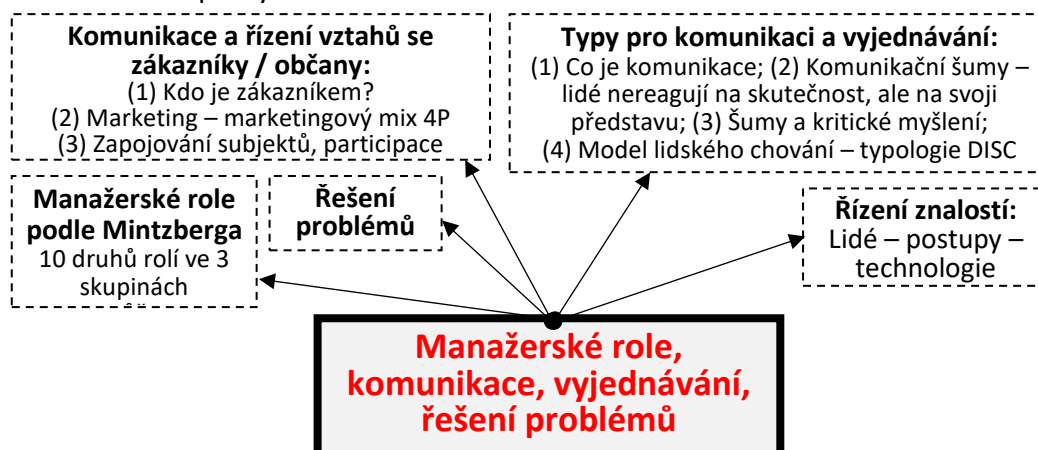 Komunikace a řízení vztahů se
zákazníky / občany:
(1) Kdo je zákazníkem?
(2) Marketing – marketingový mix 4P
(3) Zapojování subjektů, participace
Typy pro komunikaci a vyjednávání:
(1) Co je komunikace; (2) Komunikační šumy –
lidé nereagují na skutečnost, ale na svoji
představu; (3) Šumy a kritické myšlení;
(4) Model lidského chování – typologie DISC
Manažerské role
podle Mintzberga
10 druhů rolí ve 3
skupinách
Řešení
problémů
Řízení znalostí:
Lidé – postupy –
technologie
Manažerské role,
komunikace, vyjednávání,
řešení problémů